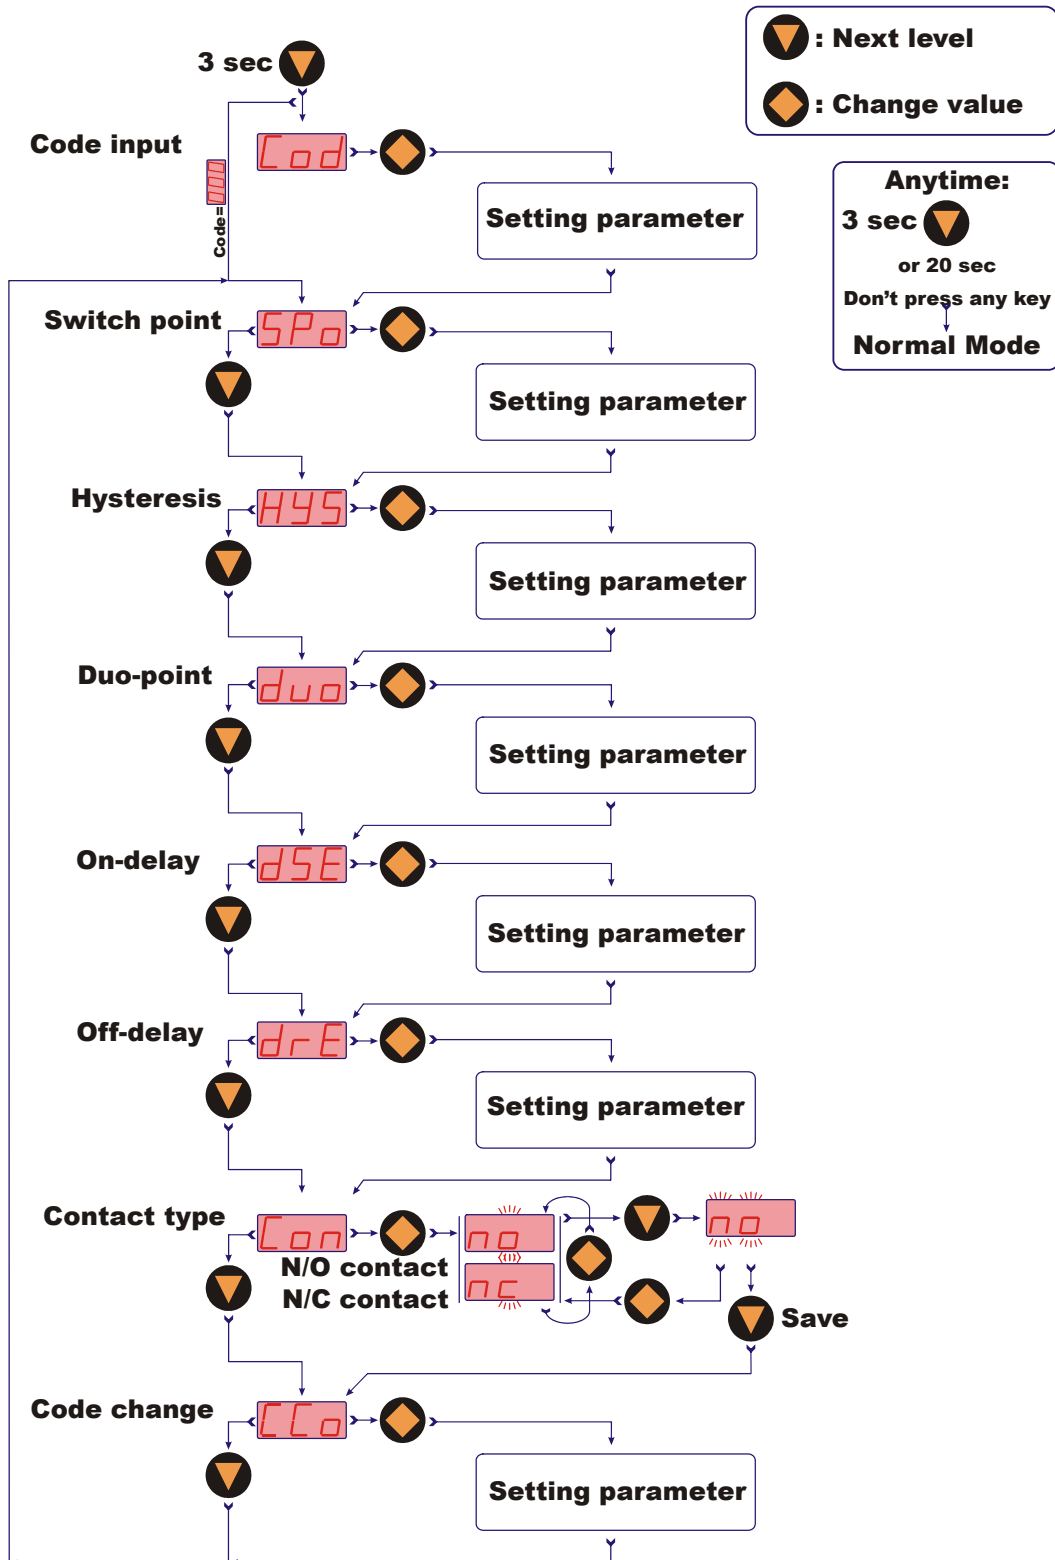 : Next level
: Change value
3 sec
Code input
Cod
Code=000
Setting parameter
Anytime:
3 sec
or 20 sec
Don't press any key
Normal Mode
Switch point
SPo
Setting parameter
Hysteresis
HYS
Setting parameter
Duo-point
duo
Setting parameter
On-delay
dSE
Setting parameter
Off-delay
drE
Setting parameter
Contact type
Con
no
no
N/O contact
N/C contact
nc
Save
Code change
CCo
Setting parameter